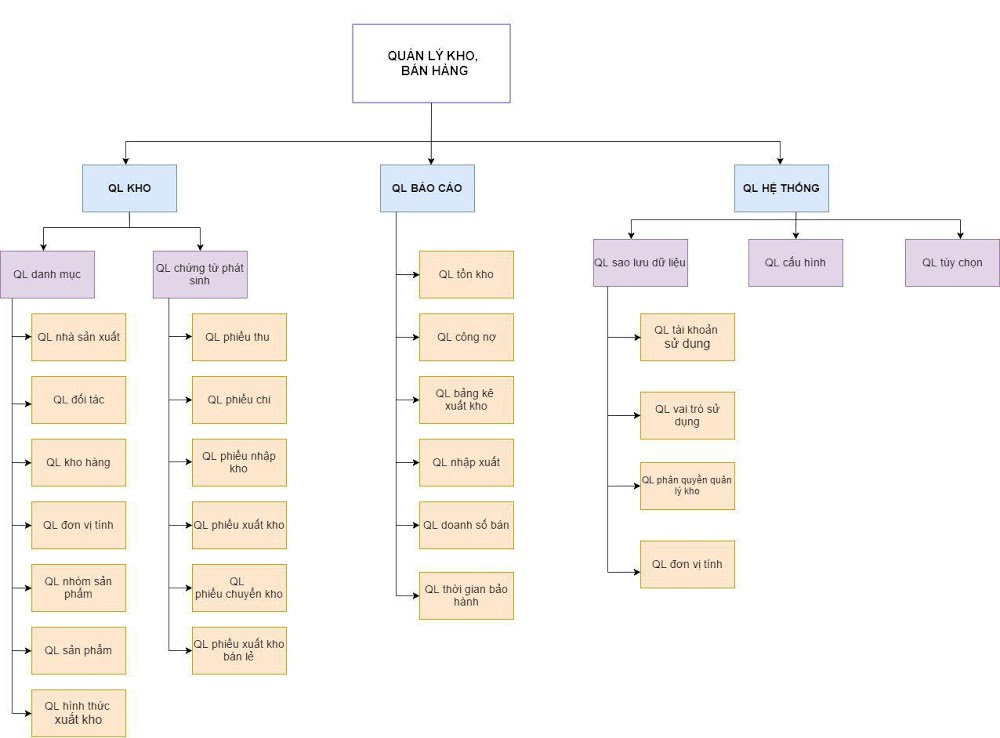 QUẢN LÝ KHO,
BÁN HÀNG
QL KHO
QL BÁO CÁO
QL HỆ THỐNG
QL danh mục
QL chứng từ phát
sinh
QL sao lưu dữ liệu
QL cấu hình
QL tùy chọn
QL nhà sản xuất
QL đối tác
QL kho hàng
QL đơn vị tính
QL nhóm sản
phẩm
QL sản phẩm
QL hình thức
xuất kho
QL phiếu thu
QL phiếu chi
QL phiếu nhập
kho
QL phiếu xuất kho
QL
phiếu chuyển kho
QL phiếu xuất kho
bán lẻ
QL tồn kho
QL công nợ
QL bảng kê
xuất kho
QL nhập xuất
QL doanh số bán
QL thời gian bảo
hành
QL tài khoản
sử dụng
QL vai trò sử
dụng
QL phân quyền quản
lý kho
QL đơn vị tính